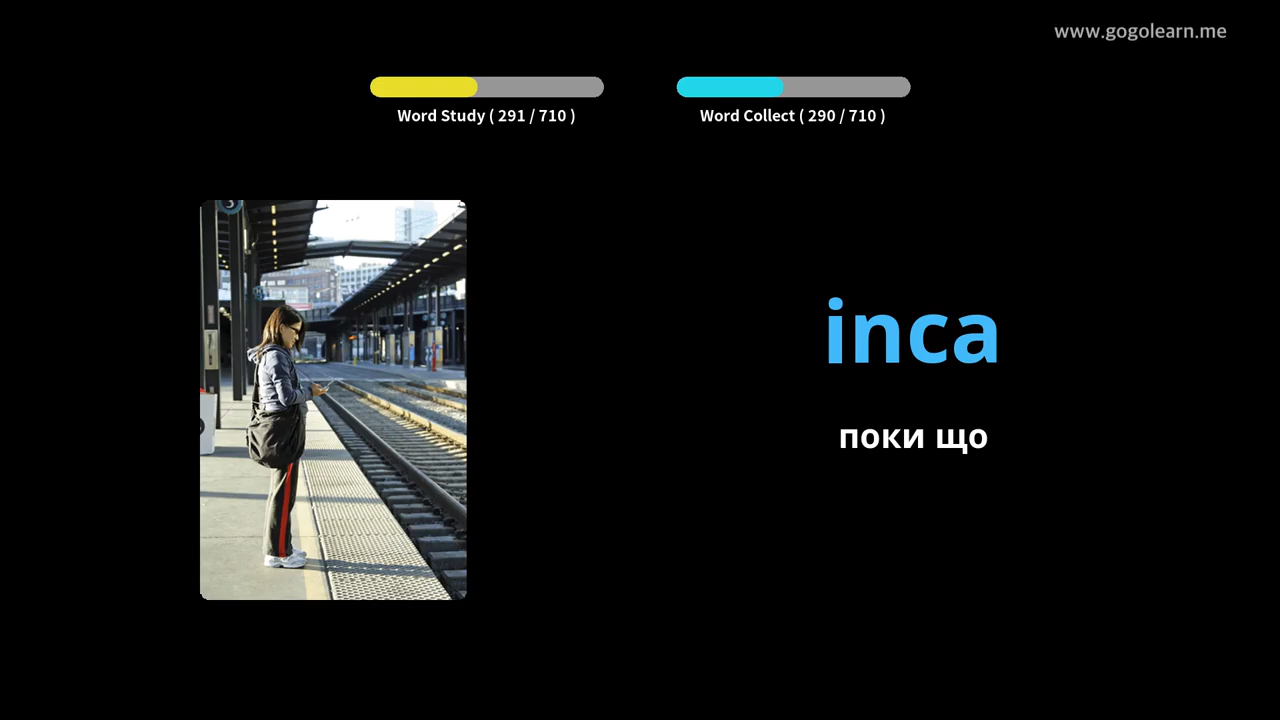 www.gogolearn.me
Word Study ( 291 / 710 )
Word Collect ( 290 / 710 )
inca
поки що